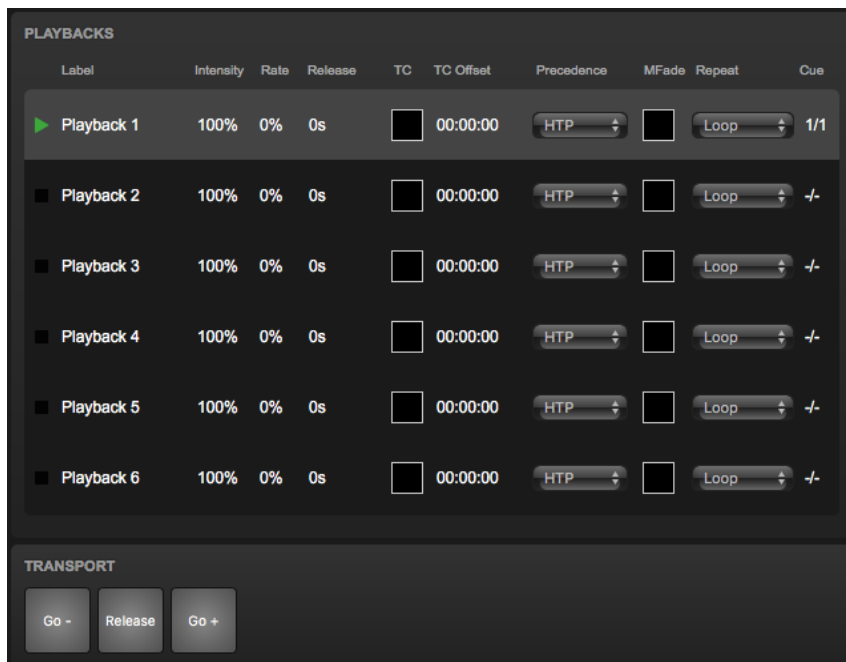 PLAYBACKS
Label Intensity Rate Release TC TC Offset Precedence MFade Repeat Cue
Playback 1 100% 0% 0s 00:00:00 HTP Loop 1/1
Playback 2 100% 0% 0s 00:00:00 HTP Loop -/-
Playback 3 100% 0% 0s 00:00:00 HTP Loop -/-
Playback 4 100% 0% 0s 00:00:00 HTP Loop -/-
Playback 5 100% 0% 0s 00:00:00 HTP Loop -/-
Playback 6 100% 0% 0s 00:00:00 HTP Loop -/-
TRANSPORT
Go - Release Go +